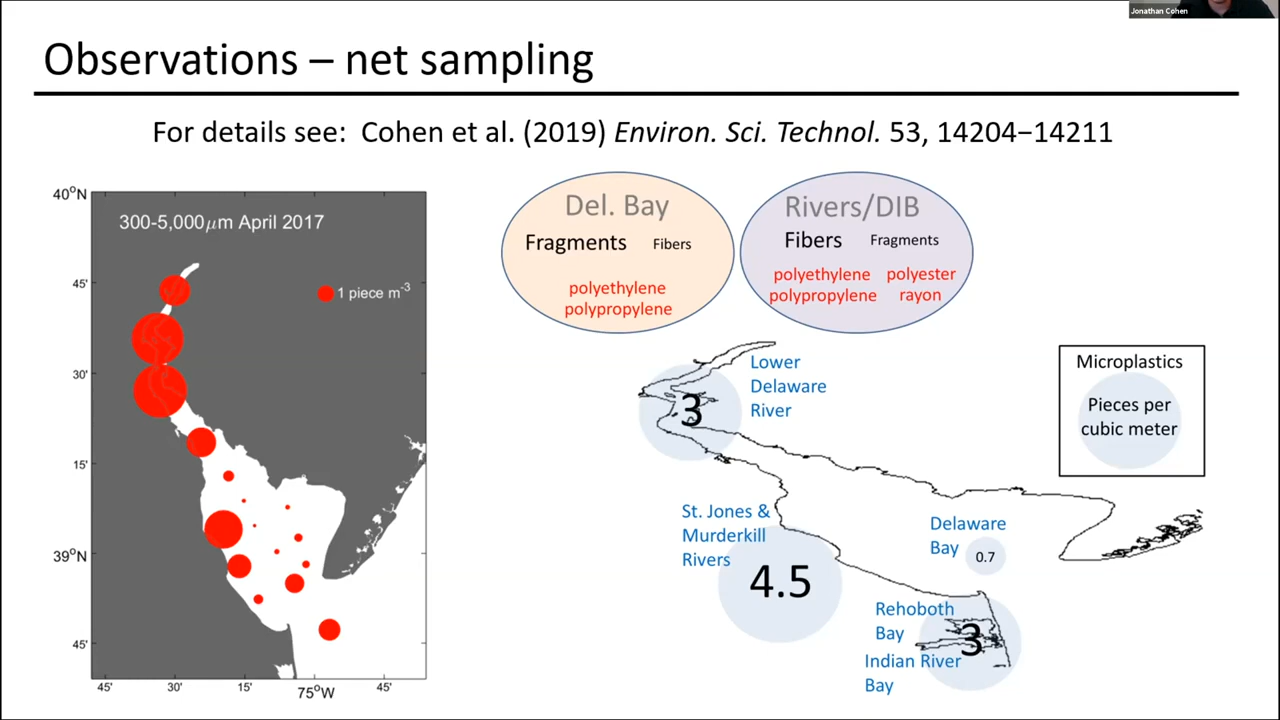 Jonathan Cohen
Observations – net sampling
For details see: Cohen et al. (2019) Environ. Sci. Technol. 53, 14204−14211
40°N
300-5,000μm April 2017
45'
1 piece m-3
30'
15'
39°N
45'
45'
30'
15'
75°W
45'
Del. Bay
Fragments Fibers
polyethylene
polypropylene
Rivers/DIB
Fibers Fragments
polyethylene polyester
polypropylene rayon
Lower
Delaware
River
3
Microplastics
Pieces per
cubic meter
St. Jones &
Murderkill
Rivers
4.5
Delaware
Bay
0.7
Rehoboth
Bay
3
Indian River
Bay